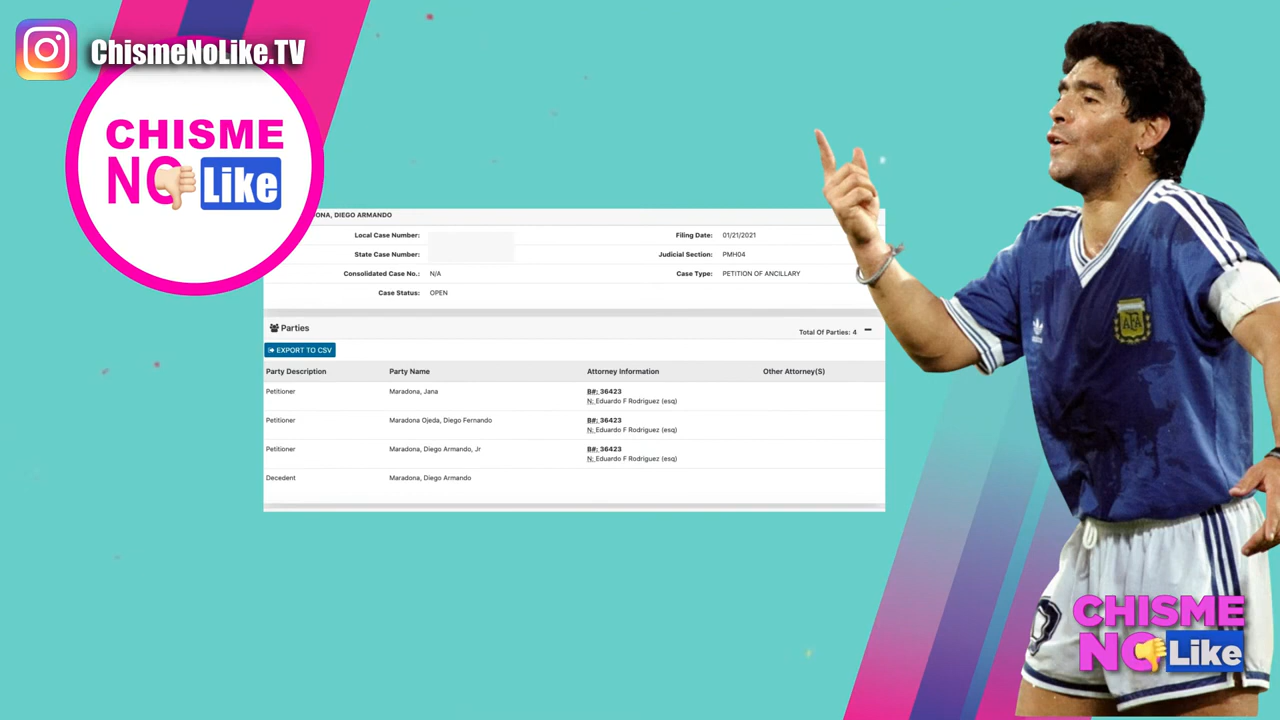 ChismeNoLike.TV
CHISME
NO Like
ONA, DIEGO ARMANDO
Local Case Number:
Filing Date: 01/21/2021
State Case Number:
Judicial Section: PMH04
Consolidated Case No.: N/A
Case Type: PETITION OF ANCILLARY
Case Status: OPEN
Parties
Total Of Parties: 4
EXPORT TO CSV
Party Description Party Name Attorney Information Other Attorney(S)
Petitioner Maradona, Jana B#: 36423
N: Eduardo F Rodriguez (esq)
Petitioner Maradona Ojeda, Diego Fernando B#: 36423
N: Eduardo F Rodriguez (esq)
Petitioner Maradona, Diego Armando, Jr B#: 36423
N: Eduardo F Rodriguez (esq)
Decedent Maradona, Diego Armando
AFA
CHISME
NO Like